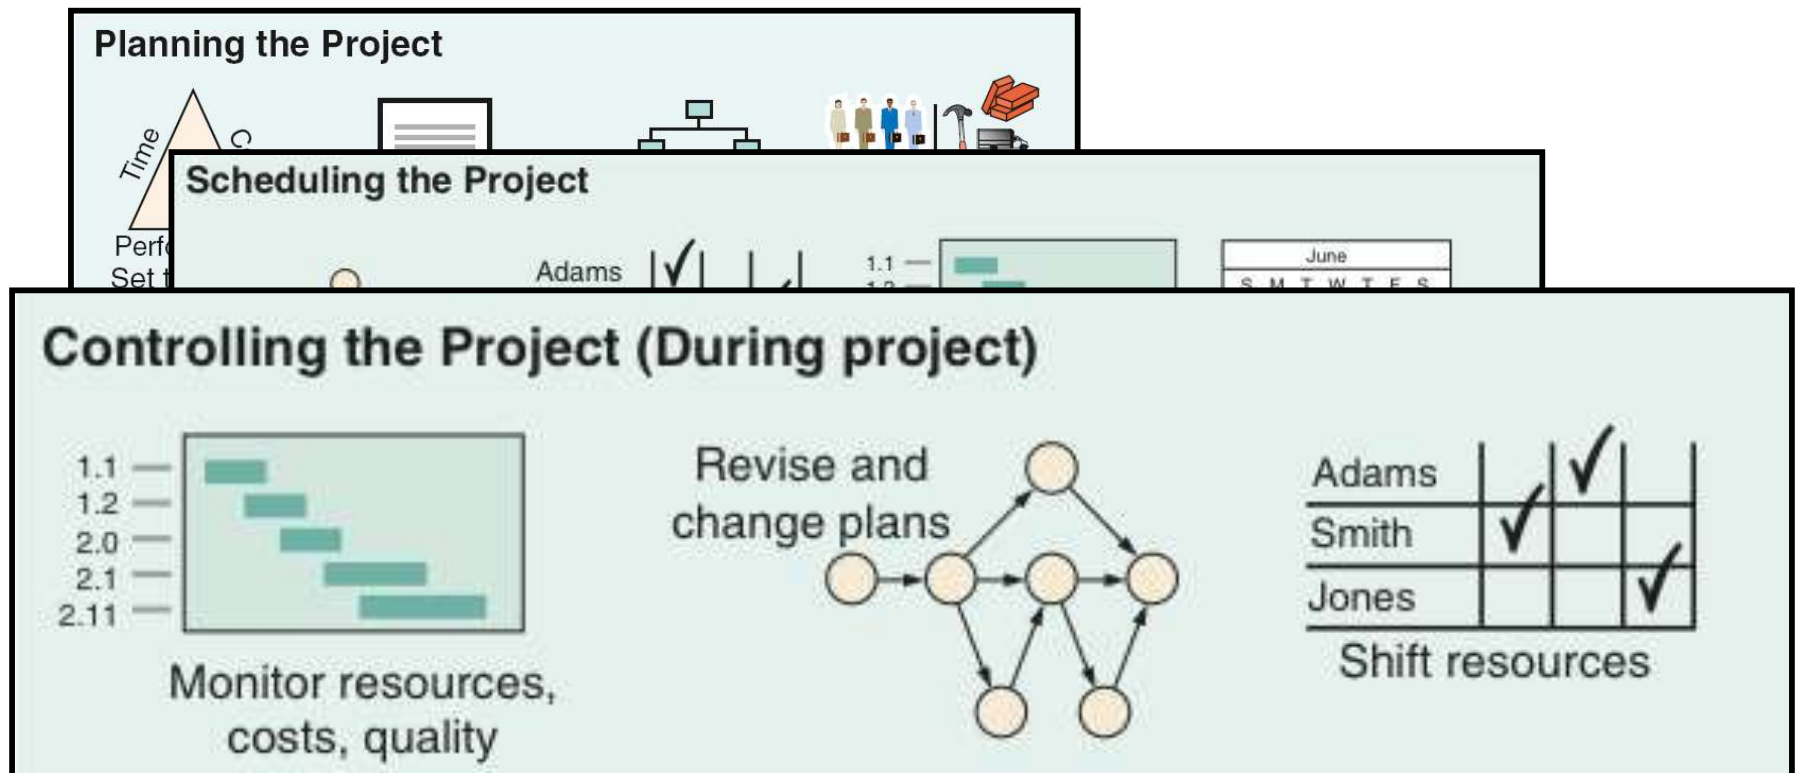 Planning the Project
Time
Set
Scheduling the Project
Adams
1.1
June
S M T W T F S
Controlling the Project (During project)
1.1
1.2
2.0
2.1
2.11
Monitor resources,
costs, quality
Revise and
change plans
Adams
Smith
Jones
Shift resources